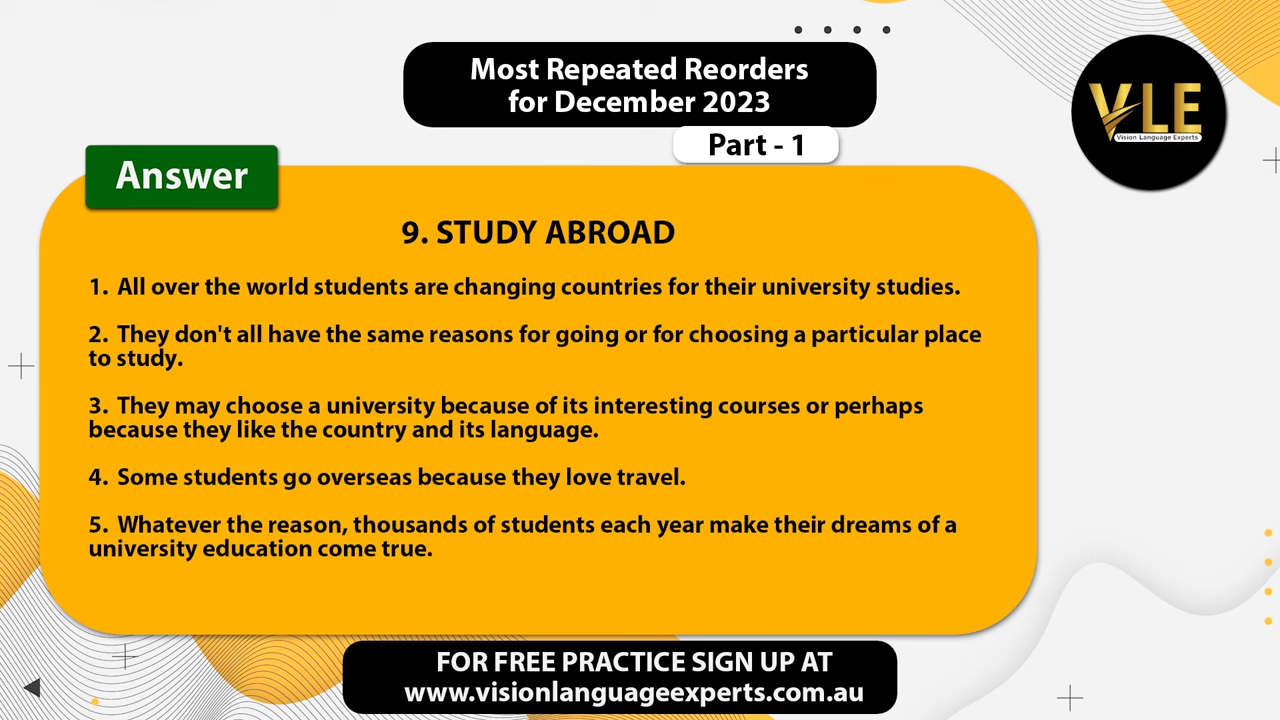 Most Repeated Reorders
for December 2023
Part - 1
VLE
Vision Language Experts
Answer
9. STUDY ABROAD
1. All over the world students are changing countries for their university studies.
2. They don't all have the same reasons for going or for choosing a particular place
to study.
3. They may choose a university because of its interesting courses or perhaps
because they like the country and its language.
4. Some students go overseas because they love travel.
5. Whatever the reason, thousands of students each year make their dreams of a
university education come true.
FOR FREE PRACTICE SIGN UP AT
www.visionlanguageexperts.com.au